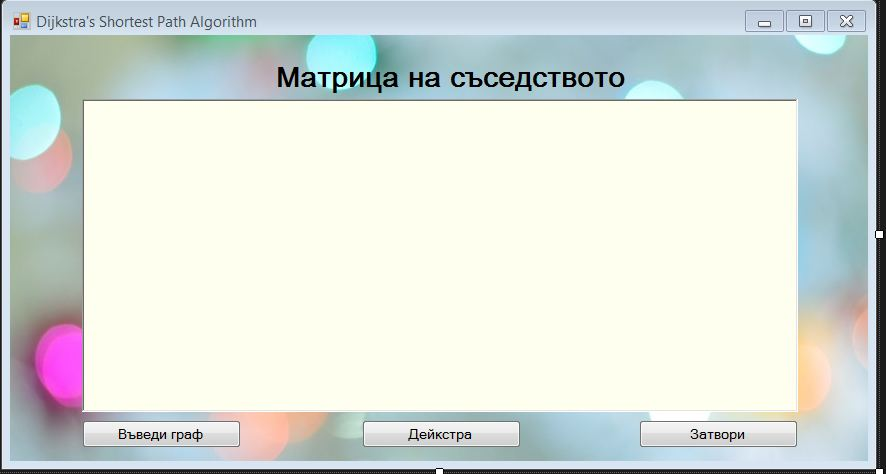 Dijkstra's Shortest Path Algorithm
Матрица на съседството
Въведи граф
Дейкстра
Затвори